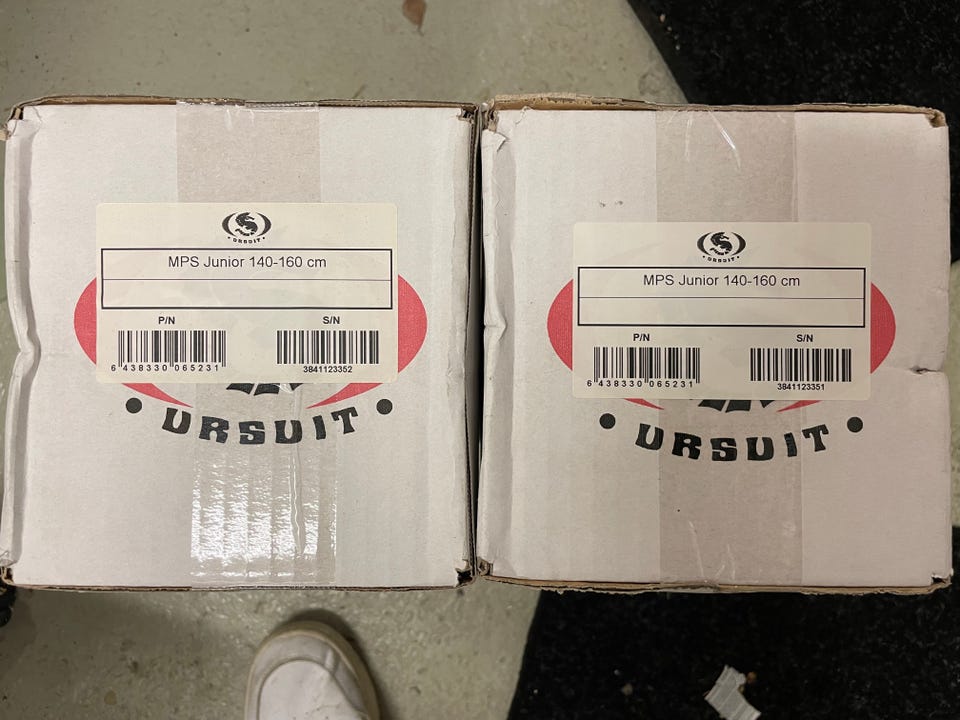 • URSUIT •
MPS Junior 140-160 cm
P/N S/N
6 438330 065231
3841123352
• URSUIT •
• URSUIT •
MPS Junior 140-160 cm
P/N S/N
6 438330 065231
3841123351
• URSUIT •